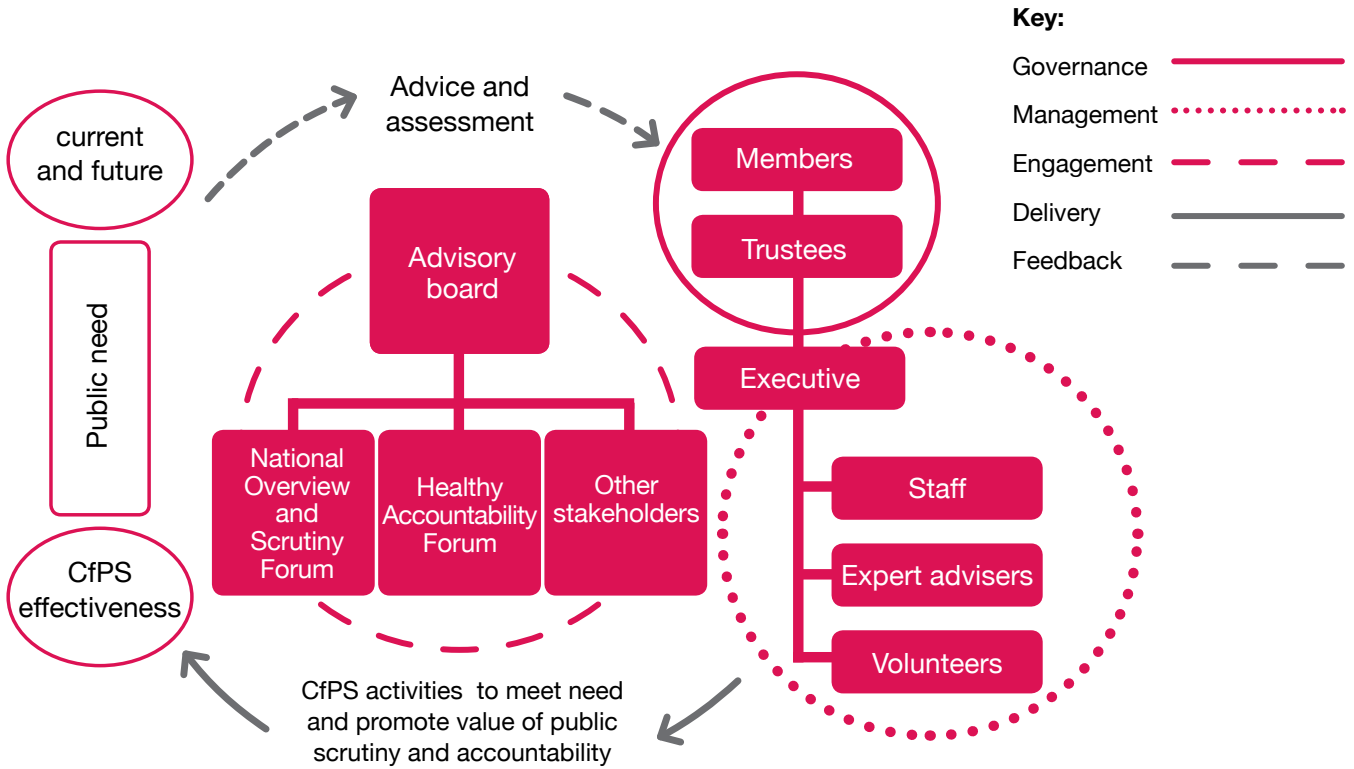 Key:
Governance
Management
Engagement
Delivery
Feedback
current
and future
Public need
CfPS
effectiveness
Advice and
assessment
Advisory
board
National
Overview
and
Scrutiny
Forum
Healthy
Accountability
Forum
Other
stakeholders
CfPS activities to meet need
and promote value of public
scrutiny and accountability
Members
Trustees
Executive
Staff
Expert advisers
Volunteers